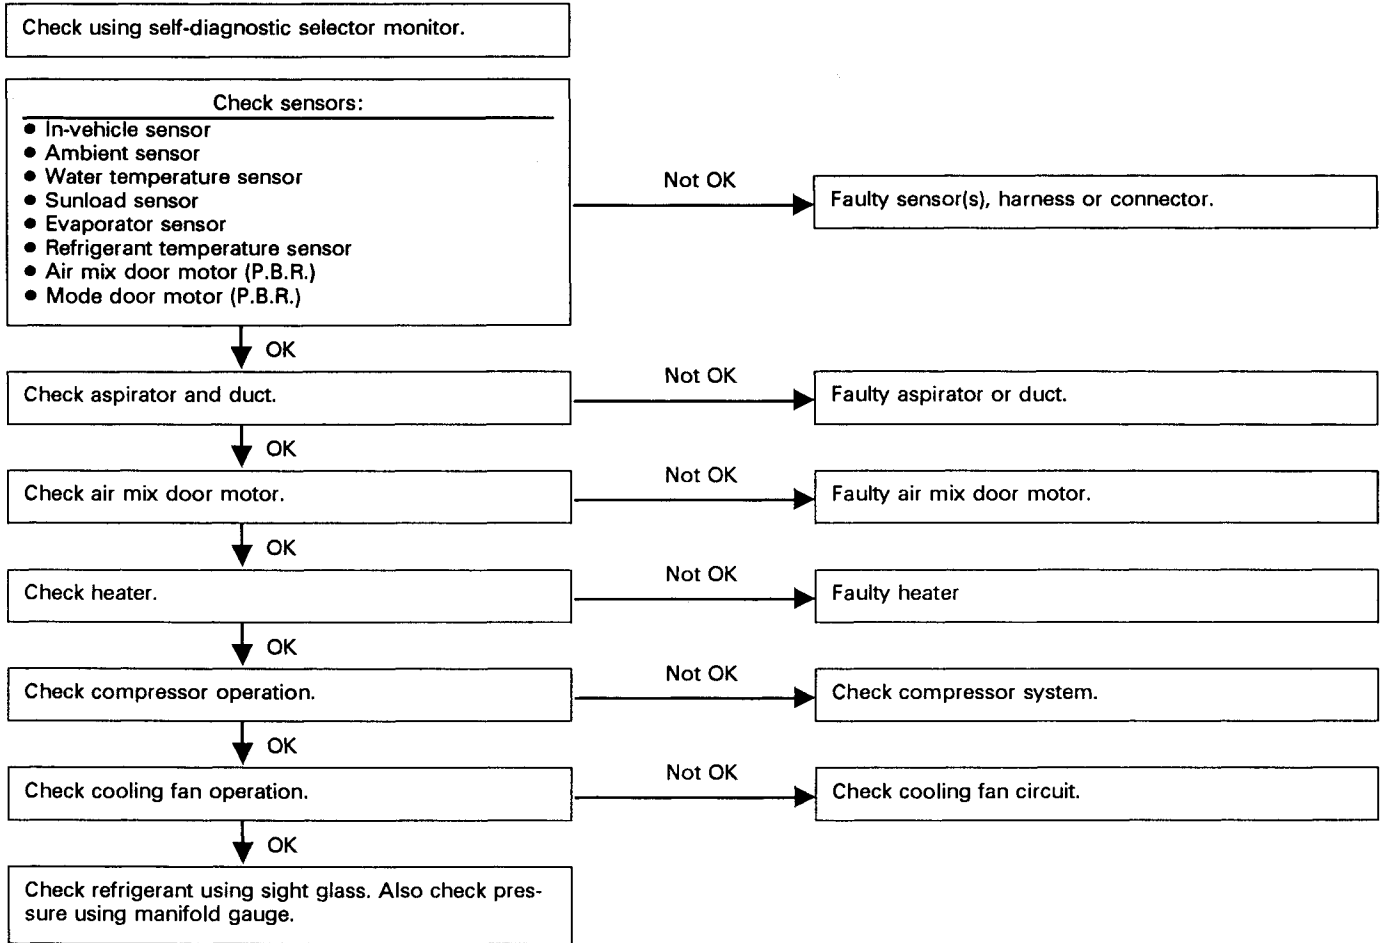 Check using self-diagnostic selector monitor.
Check sensors:
● In-vehicle sensor
● Ambient sensor
● Water temperature sensor
● Sunload sensor
● Evaporator sensor
● Refrigerant temperature sensor
● Air mix door motor (P.B.R.)
● Mode door motor (P.B.R.)
Not OK
Faulty sensor(s), harness or connector.
OK
Check aspirator and duct.
Not OK
Faulty aspirator or duct.
OK
Check air mix door motor.
Not OK
Faulty air mix door motor.
OK
Check heater.
Not OK
Faulty heater
OK
Check compressor operation.
Not OK
Check compressor system.
OK
Check cooling fan operation.
Not OK
Check cooling fan circuit.
OK
Check refrigerant using sight glass. Also check pres-
sure using manifold gauge.